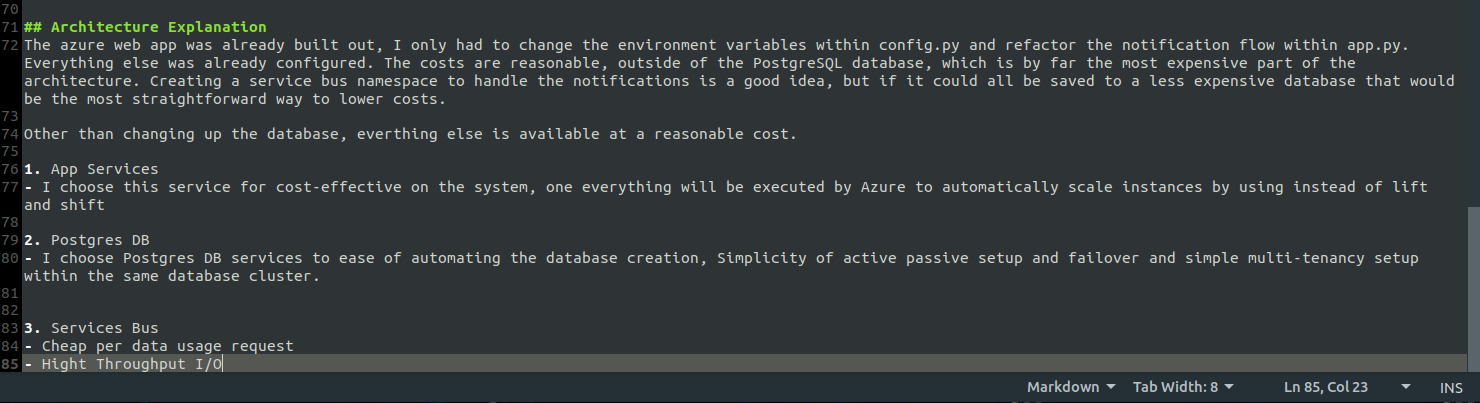 70
71 ## Architecture Explanation
72 The azure web app was already built out, I only had to change the environment variables within config.py and refactor the notification flow within app.py.
Everything else was already configured. The costs are reasonable, outside of the PostgreSQL database, which is by far the most expensive part of the
architecture. Creating a service bus namespace to handle the notifications is a good idea, but if it could all be saved to a less expensive database that would
be the most straightforward way to lower costs.
73
74 Other than changing up the database, everthing else is available at a reasonable cost.
75
76 1. App Services
77 - I choose this service for cost-effective on the system, one everything will be executed by Azure to automatically scale instances by using instead of lift
and shift
78
79 2. Postgres DB
80 - I choose Postgres DB services to ease of automating the database creation, Simplicity of active passive setup and failover and simple multi-tenancy setup
within the same database cluster.
81
82
83 3. Services Bus
84 - Cheap per data usage request
85 - Hight Throughput I/O
Markdown Tab Width: 8 Ln 85, Col 23 INS